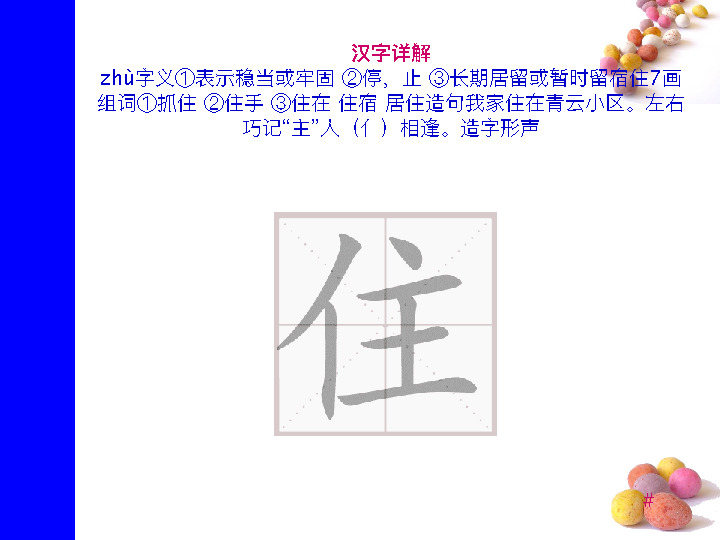 汉字详解
zhù字义①表示稳当或牢固 ②停，止 ③长期居留或暂时留宿住7画
组词①抓住 ②住手 ③住在 住宿 居住造句我家住在青云小区。左右
巧记“主”人（亻）相逢。造字形声
住
#